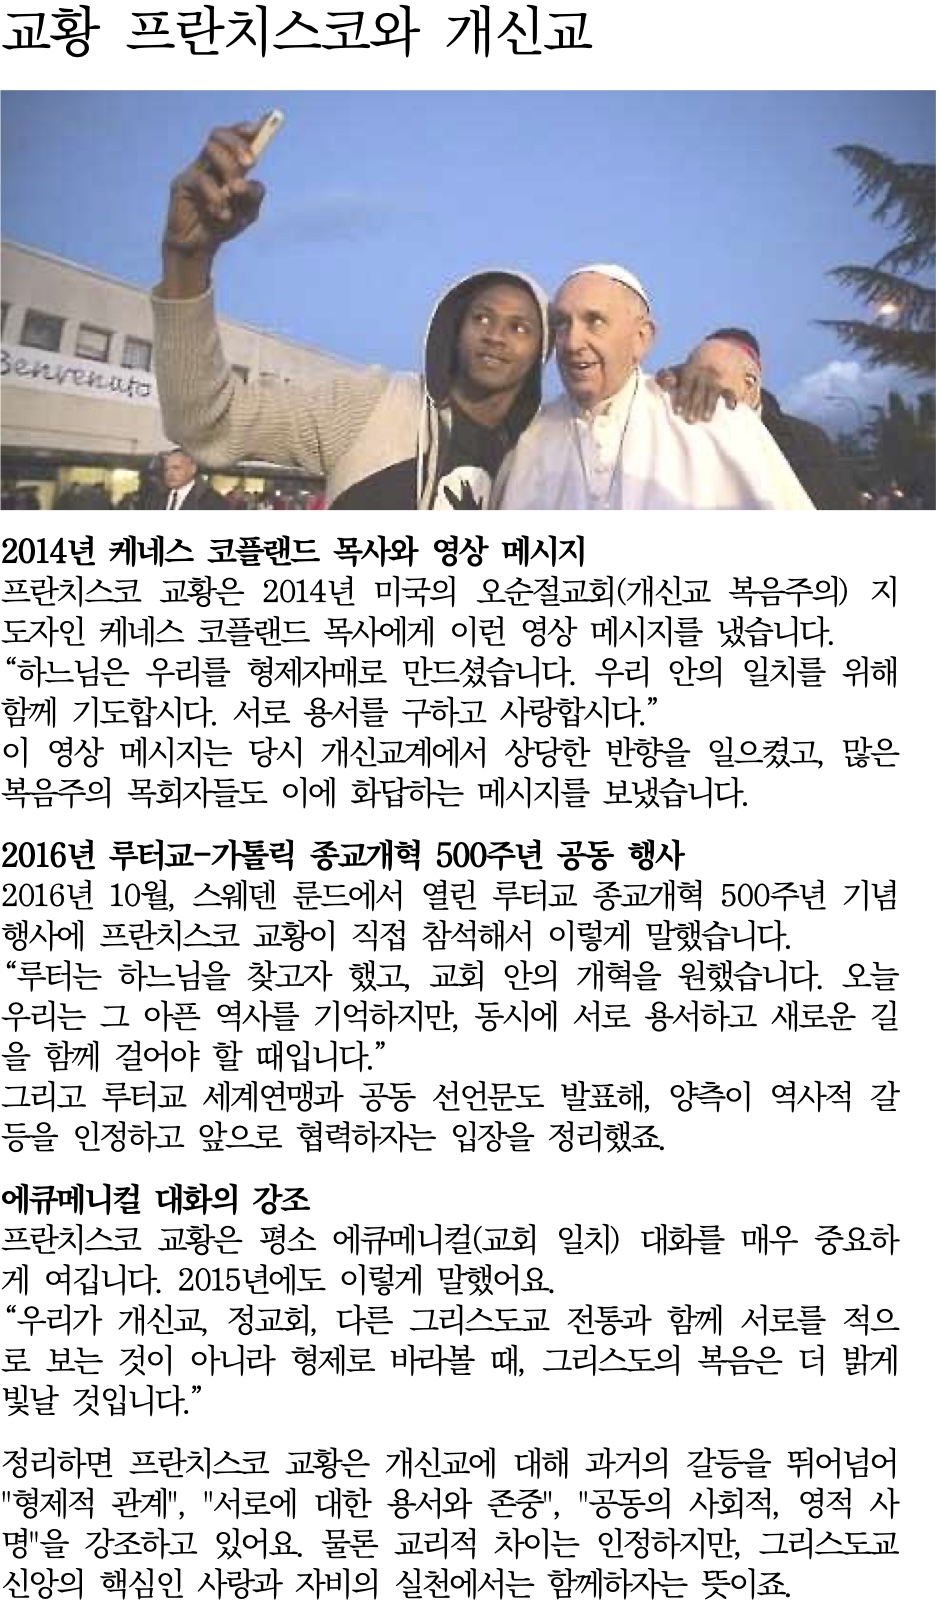 교황 프란치스코와 개신교
Benvenuto
2014년 케네스 코플랜드 목사와 영상 메시지
프란치스코 교황은 2014년 미국의 오순절교회(개신교 복음주의) 지
도자인 케네스 코플랜드 목사에게 이런 영상 메시지를 냈습니다.
“하느님은 우리를 형제자매로 만드셨습니다. 우리 안의 일치를 위해
함께 기도합시다. 서로 용서를 구하고 사랑합시다.”
이 영상 메시지는 당시 개신교계에서 상당한 반향을 일으켰고, 많은
복음주의 목회자들도 이에 화답하는 메시지를 보냈습니다.
2016년 루터교-가톨릭 종교개혁 500주년 공동 행사
2016년 10월, 스웨덴 룬드에서 열린 루터교 종교개혁 500주년 기념
행사에 프란치스코 교황이 직접 참석해서 이렇게 말했습니다.
“루터는 하느님을 찾고자 했고, 교회 안의 개혁을 원했습니다. 오늘
우리는 그 아픈 역사를 기억하지만, 동시에 서로 용서하고 새로운 길
을 함께 걸어야 할 때입니다.”
그리고 루터교 세계연맹과 공동 선언문도 발표해, 양측이 역사적 갈
등을 인정하고 앞으로 협력하자는 입장을 정리했죠.
에큐메니컬 대화의 강조
프란치스코 교황은 평소 에큐메니컬(교회 일치) 대화를 매우 중요하
게 여깁니다. 2015년에도 이렇게 말했어요.
“우리가 개신교, 정교회, 다른 그리스도교 전통과 함께 서로를 적으
로 보는 것이 아니라 형제로 바라볼 때, 그리스도의 복음은 더 밝게
빛날 것입니다.”
정리하면 프란치스코 교황은 개신교에 대해 과거의 갈등을 뛰어넘어
"형제적 관계", "서로에 대한 용서와 존중", "공동의 사회적, 영적 사
명"을 강조하고 있어요. 물론 교리적 차이는 인정하지만, 그리스도교
신앙의 핵심인 사랑과 자비의 실천에서는 함께하자는 뜻이죠.